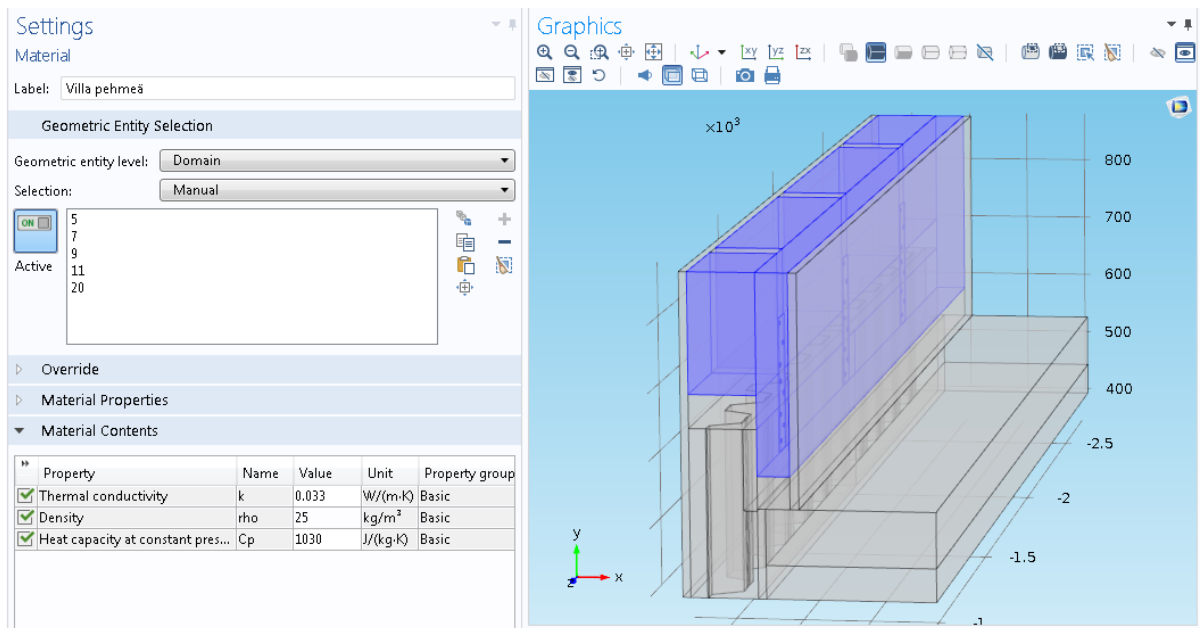 Settings
Material
Label: Villa pehmeä
Geometric Entity Selection
Geometric entity level: Domain
Selection: Manual
ON
Active
5
7
9
11
20
Override
Material Properties
Material Contents
Property Name Value Unit Property group
Thermal conductivity k 0.033 W/(m·K) Basic
Density rho 25 kg/m³ Basic
Heat capacity at constant pres... Cp 1030 J/(kg·K) Basic
Graphics
xy yz zx
×10³
800
700
600
500
400
-2.5
-2
-1.5
-1
y
z x